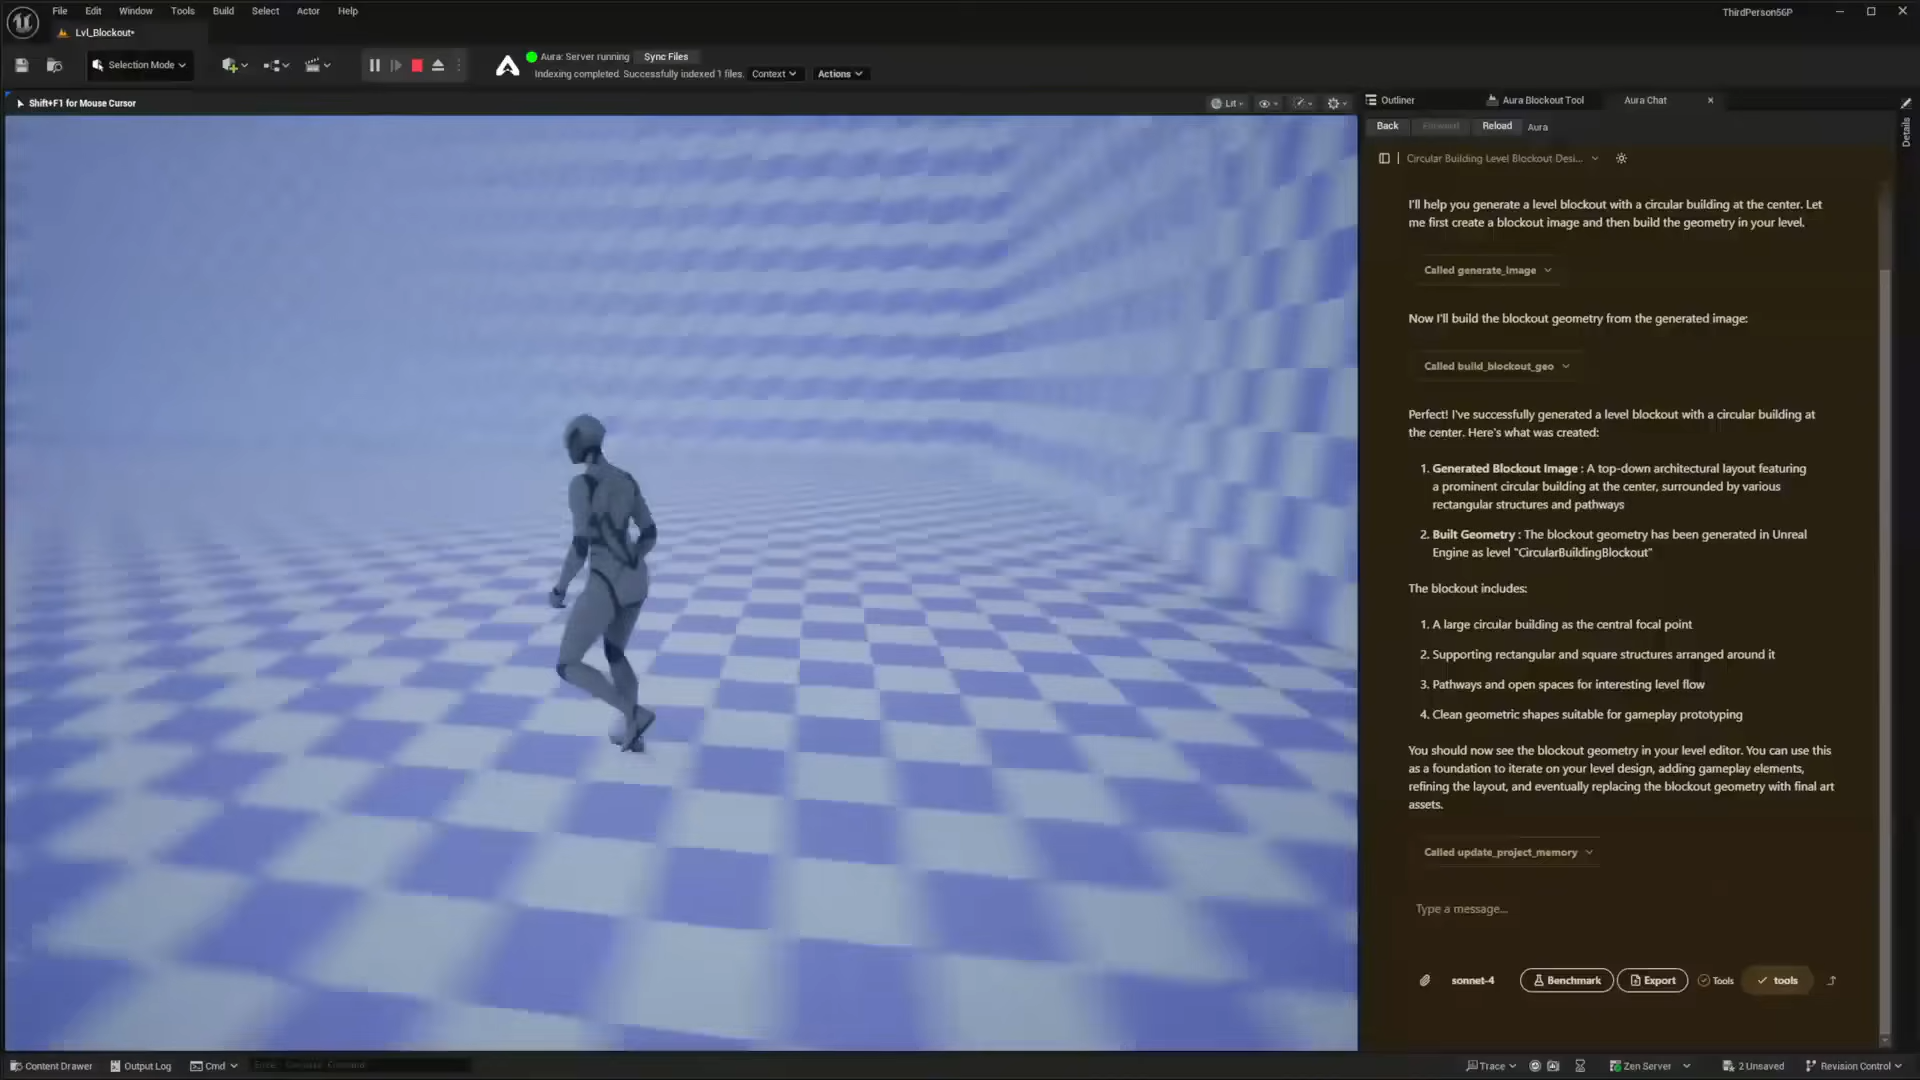 File Edit Window Tools Build Select Actor Help
ThirdPerson56P
Lvl_Blockout*
Selection Mode
Aura: Server running
Sync Files
Indexing completed. Successfully indexed 1 files.
Context
Actions
Shift+F1 for Mouse Cursor
Lit
Outliner
Aura Blockout Tool
Aura Chat
Details
Back
Forward
Reload
Aura
Circular Building Level Blockout Desi...
I'll help you generate a level blockout with a circular building at the center. Let
me first create a blockout image and then build the geometry in your level.
Called generate_image
Now I'll build the blockout geometry from the generated image:
Called build_blockout_geo
Perfect! I've successfully generated a level blockout with a circular building at
the center. Here's what was created:
1. Generated Blockout Image : A top-down architectural layout featuring
a prominent circular building at the center, surrounded by various
rectangular structures and pathways
2. Built Geometry : The blockout geometry has been generated in Unreal
Engine as level "CircularBuildingBlockout"
The blockout includes:
1. A large circular building as the central focal point
2. Supporting rectangular and square structures arranged around it
3. Pathways and open spaces for interesting level flow
4. Clean geometric shapes suitable for gameplay prototyping
You should now see the blockout geometry in your level editor. You can use this
as a foundation to iterate on your level design, adding gameplay elements,
refining the layout, and eventually replacing the blockout geometry with final art
assets.
Called update_project_memory
Type a message...
sonnet-4
Benchmark
Export
Tools
tools
Content Drawer
Output Log
Cmd
Enter Console Command
Trace
Zen Server
2 Unsaved
Revision Control